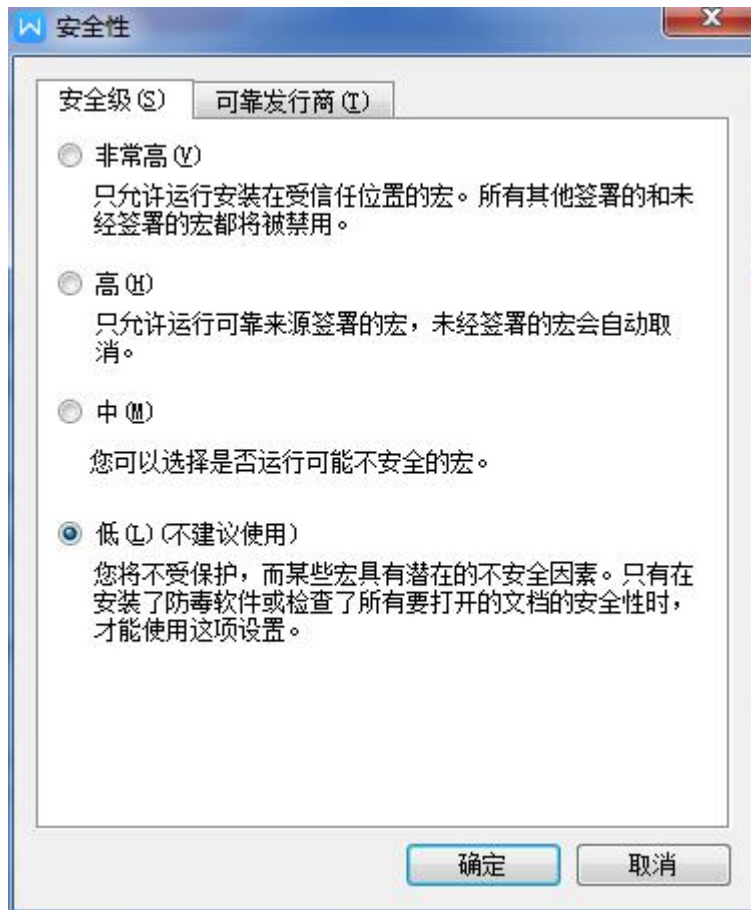 安全性
安全级(S) 可靠发行商(T)
非常高(V)
只允许运行安装在受信任位置的宏。所有其他签署的和未
经签署的宏都将被禁用。
高(H)
只允许运行可靠来源签署的宏，未经签署的宏会自动取
消。
中(M)
您可以选择是否运行可能不安全的宏。
低(L)(不建议使用)
您将不受保护，而某些宏具有潜在的不安全因素。只有在
安装了防毒软件或检查了所有要打开的文档的安全性时，
才能使用这项设置。
确定 取消